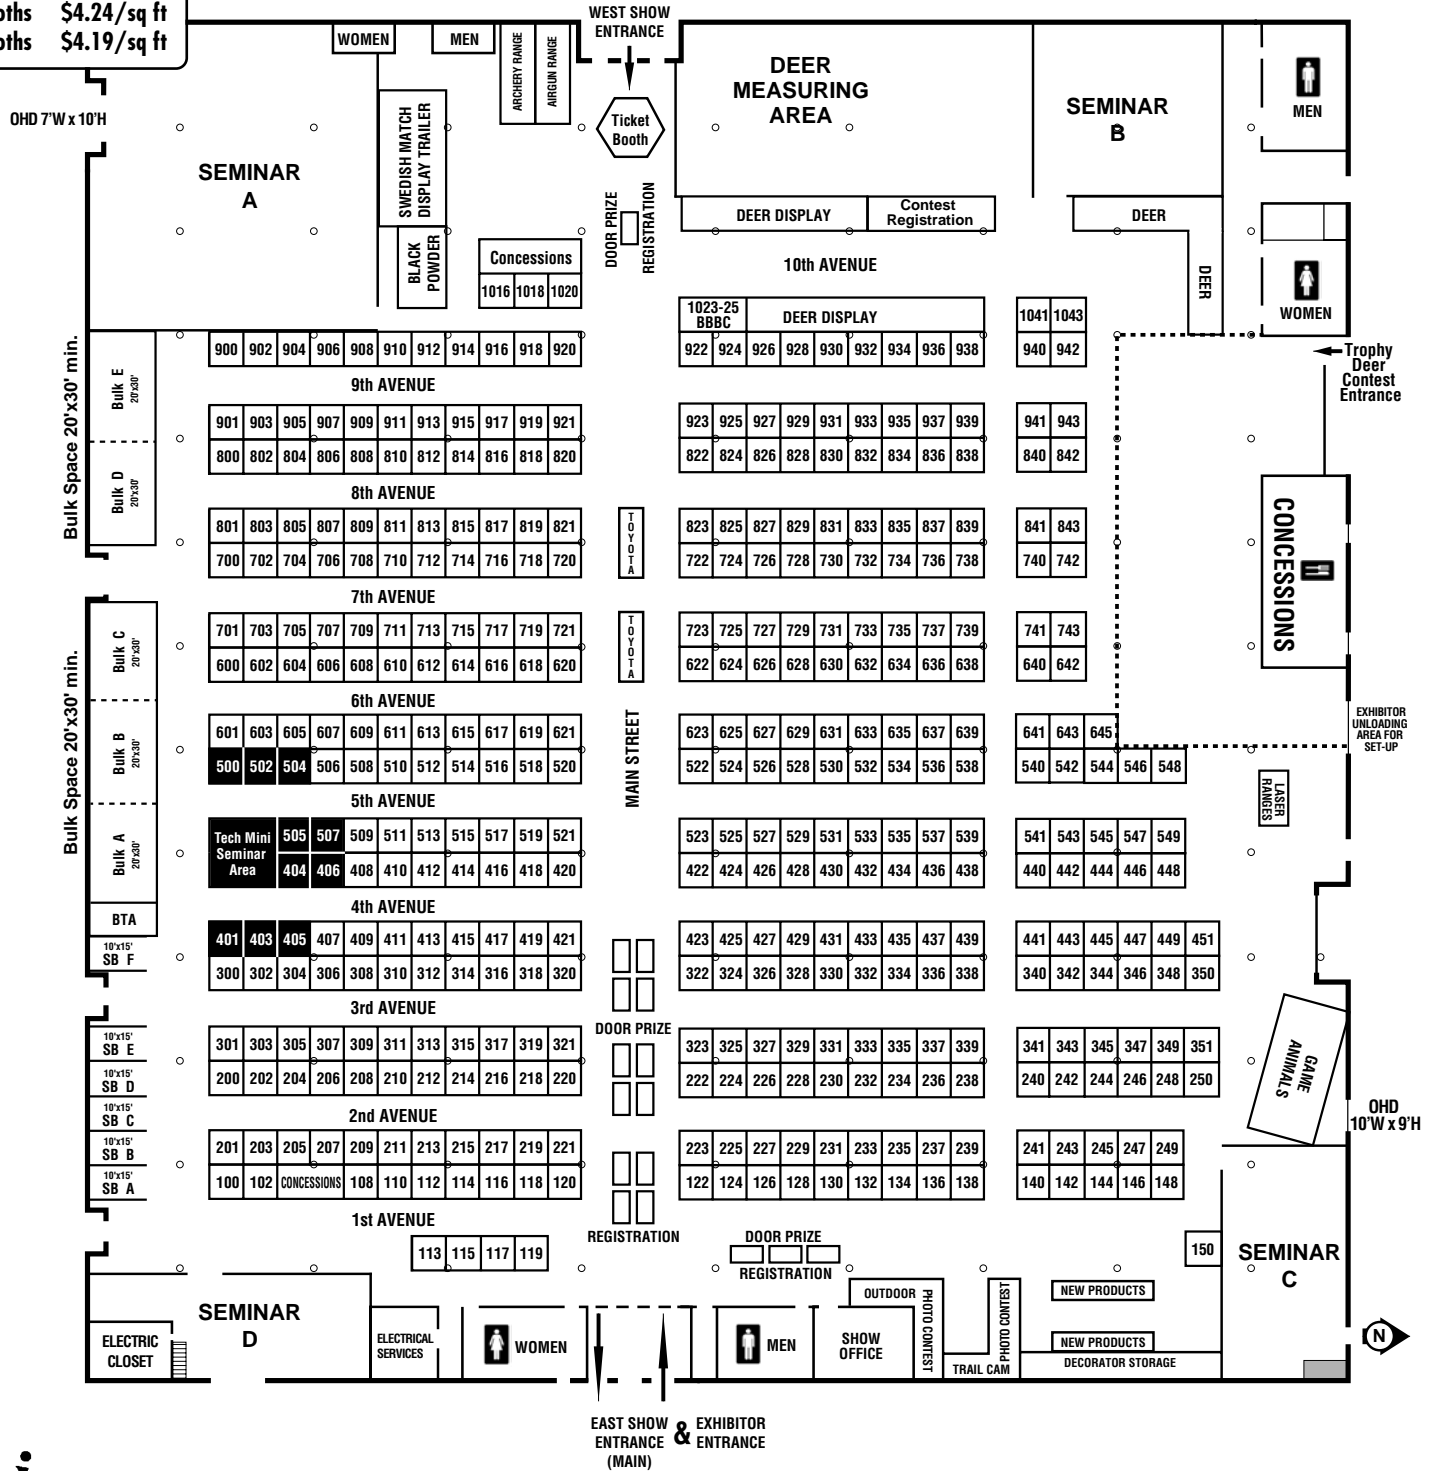 oths $4.24/sq ft
oths $4.19/sq ft
WEST SHOW
ENTRANCE
WOMEN
MEN
ARCHERY RANGE
AIRGUN RANGE
OHD 7'W x 10'H
Ticket
Booth
DEER
MEASURING
AREA
SEMINAR
B
MEN
SEMINAR
A
SWEDISH MATCH
DISPLAY TRAILER
BLACK
POWDER
DOOR PRIZE
REGISTRATION
DEER DISPLAY
Contest
Registration
DEER
DEER
WOMEN
Concessions
1016 1018 1020
10th AVENUE
1023-25
BBBC
DEER DISPLAY
1041 1043
900 902 904 906 908 910 912 914 916 918 920
922 924 926 928 930 932 934 936 938
940 942
Trophy
Deer
Contest
Entrance
Bulk Space 20'x30' min.
Bulk E
20'x30'
Bulk D
20'x30'
9th AVENUE
901 903 905 907 909 911 913 915 917 919 921
923 925 927 929 931 933 935 937 939
941 943
800 802 804 806 808 810 812 814 816 818 820
822 824 826 828 830 832 834 836 838
840 842
8th AVENUE
801 803 805 807 809 811 813 815 817 819 821
TOYOTA
823 825 827 829 831 833 835 837 839
841 843
700 702 704 706 708 710 712 714 716 718 720
722 724 726 728 730 732 734 736 738
740 742
CONCESSIONS
7th AVENUE
Bulk Space 20'x30' min.
Bulk C
20'x30'
Bulk B
20'x30'
Bulk A
20'x30'
701 703 705 707 709 711 713 715 717 719 721
TOYOTA
723 725 727 729 731 733 735 737 739
741 743
600 602 604 606 608 610 612 614 616 618 620
622 624 626 628 630 632 634 636 638
640 642
6th AVENUE
MAIN STREET
EXHIBITOR
UNLOADING
AREA FOR
SET-UP
601 603 605 607 609 611 613 615 617 619 621
623 625 627 629 631 633 635 637 639
641 643 645
500 502 504 506 508 510 512 514 516 518 520
522 524 526 528 530 532 534 536 538
540 542 544 546 548
LASER
RANGES
5th AVENUE
Tech Mini
Seminar
Area
505 507 509 511 513 515 517 519 521
523 525 527 529 531 533 535 537 539
541 543 545 547 549
404 406 408 410 412 414 416 418 420
422 424 426 428 430 432 434 436 438
440 442 444 446 448
4th AVENUE
BTA
10'x15'
SB F
401 403 405 407 409 411 413 415 417 419 421
423 425 427 429 431 433 435 437 439
441 443 445 447 449 451
300 302 304 306 308 310 312 314 316 318 320
322 324 326 328 330 332 334 336 338
340 342 344 346 348 350
3rd AVENUE
DOOR PRIZE
10'x15'
SB E
10'x15'
SB D
10'x15'
SB C
10'x15'
SB B
10'x15'
SB A
301 303 305 307 309 311 313 315 317 319 321
323 325 327 329 331 333 335 337 339
341 343 345 347 349 351
200 202 204 206 208 210 212 214 216 218 220
222 224 226 228 230 232 234 236 238
240 242 244 246 248 250
GAME
ANIMALS
OHD
10'W x 9'H
2nd AVENUE
201 203 205 207 209 211 213 215 217 219 221
223 225 227 229 231 233 235 237 239
241 243 245 247 249
100 102 CONCESSIONS 108 110 112 114 116 118 120
122 124 126 128 130 132 134 136 138
140 142 144 146 148
1st AVENUE
REGISTRATION
113 115 117 119
DOOR PRIZE
REGISTRATION
150
SEMINAR
C
SEMINAR
D
ELECTRIC
CLOSET
ELECTRICAL
SERVICES
WOMEN
MEN
SHOW
OFFICE
OUTDOOR
PHOTO CONTEST
TRAIL CAM
PHOTO CONTEST
NEW PRODUCTS
NEW PRODUCTS
DECORATOR STORAGE
N
EAST SHOW
ENTRANCE
(MAIN)
&
EXHIBITOR
ENTRANCE